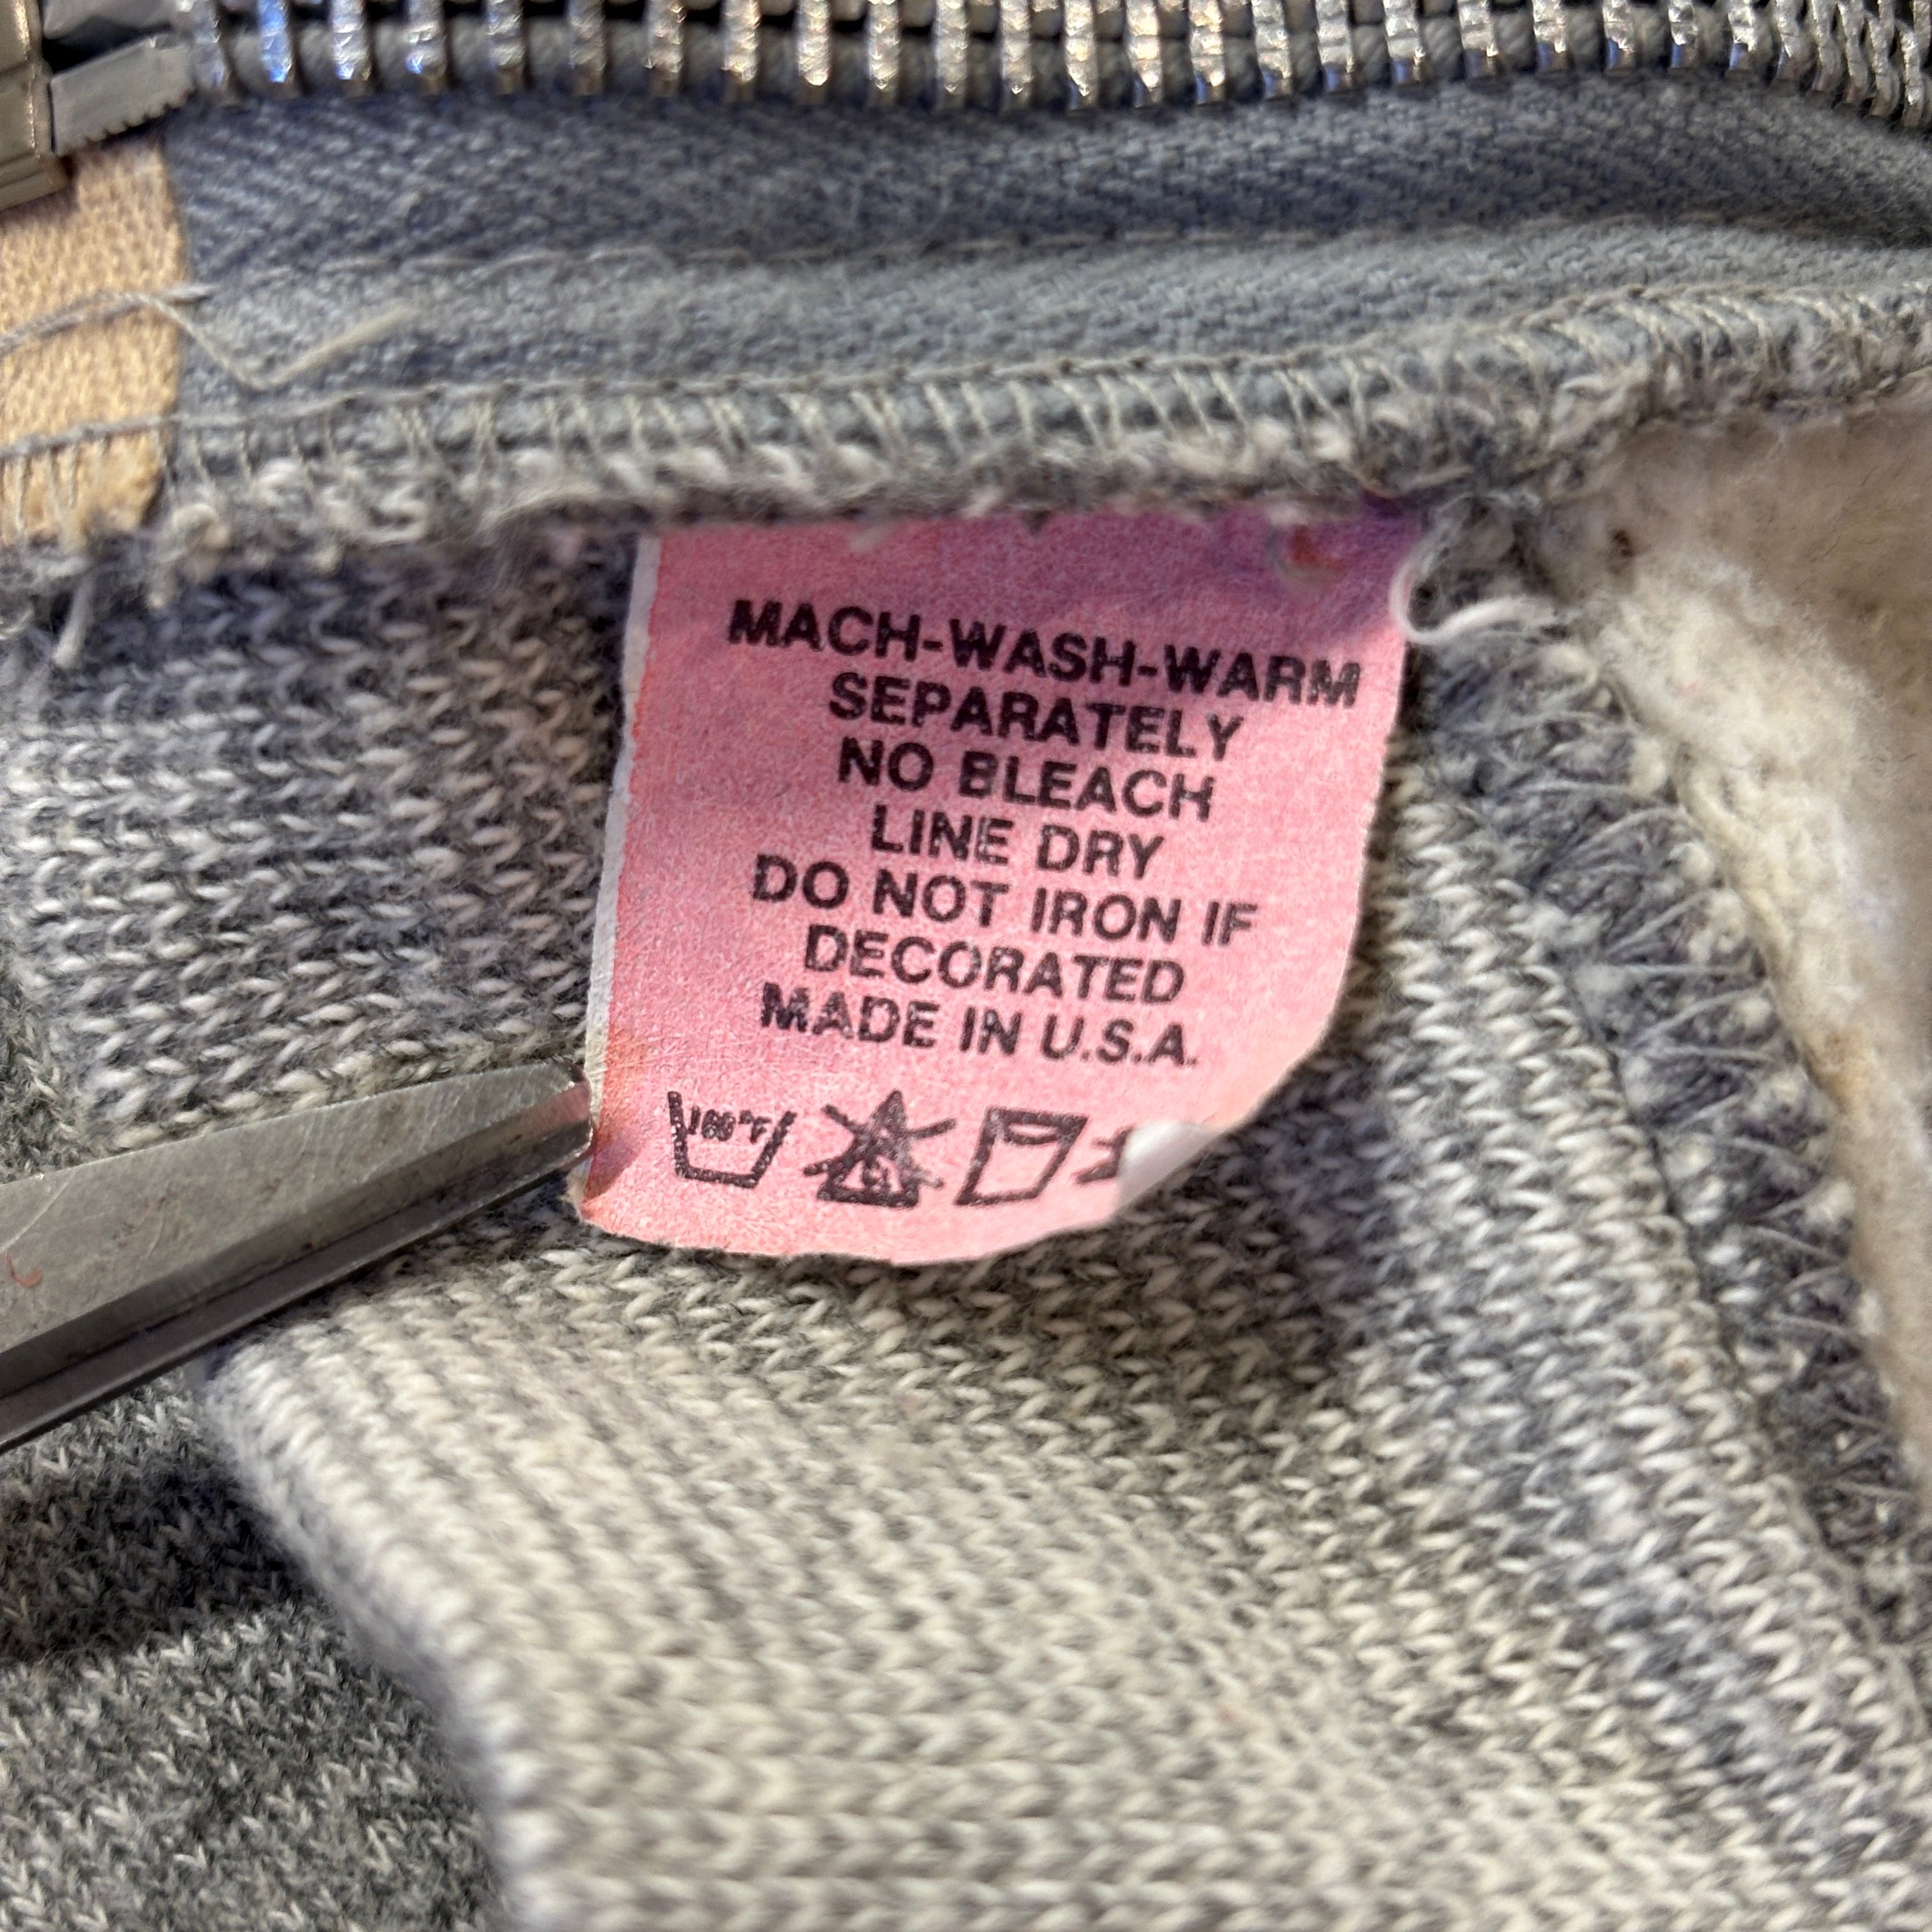 MACH-WASH-WARM
SEPARATELY
NO BLEACH
LINE DRY
DO NOT IRON IF
DECORATED
MADE IN U.S.A.